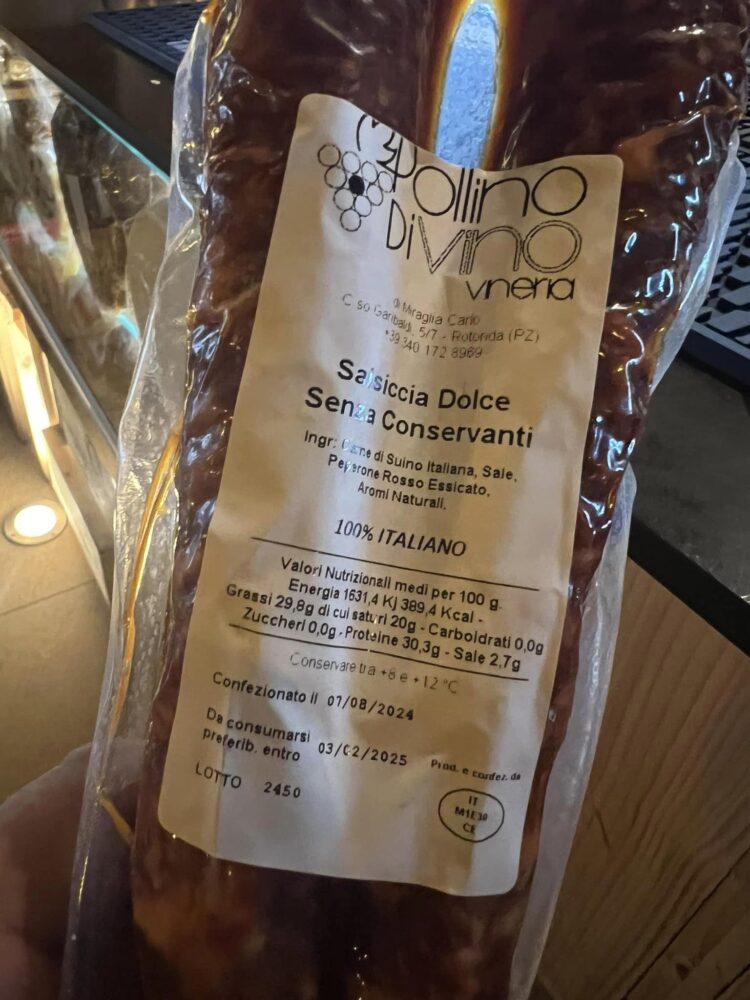 Pollino
DiVino
vineria
di Miraglia Carlo
C.so Garibaldi, 5/7 - Rotonda (PZ)
+39 340 172 8969
Salsiccia Dolce
Senza Conservanti
Ingr: Carne di Suino Italiana, Sale,
Peperone Rosso Essicato,
Aromi Naturali.
100% ITALIANO
Valori Nutrizionali medi per 100 g.
Energia 1631,4 Kj 389,4 Kcal -
Grassi 29,8g di cui saturi 20g - Carboidrati 0,0g
Zuccheri 0,0g - Proteine 30,3g - Sale 2,7g
Conservare tra +6 e +12 °C
Confezionato il 07/08/2024
Da consumarsi
preferib. entro 03/02/2025
Prod. e confez. da
LOTTO 2450
IT
CE